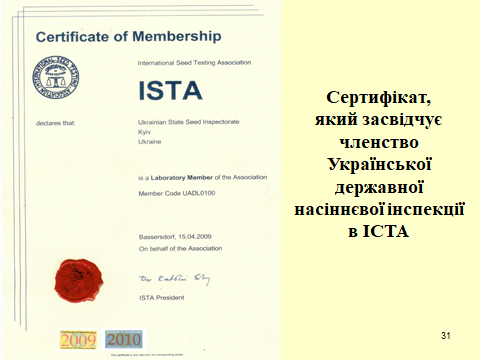 Certificate of Membership
International Seed Testing Association
ISTA
declares that:
Ukrainian State Seed Inspectorate
Kyiv
Ukraine
is a Laboratory Member of the Association
Member Code UADL0100
Bassersdorf, 15.04.2009
On behalf of the Association
ISTA President
2009 2010
Сертифікат,
який засвідчує
членство
Української
державної
насіннєвої інспекції
в ІСТА
31